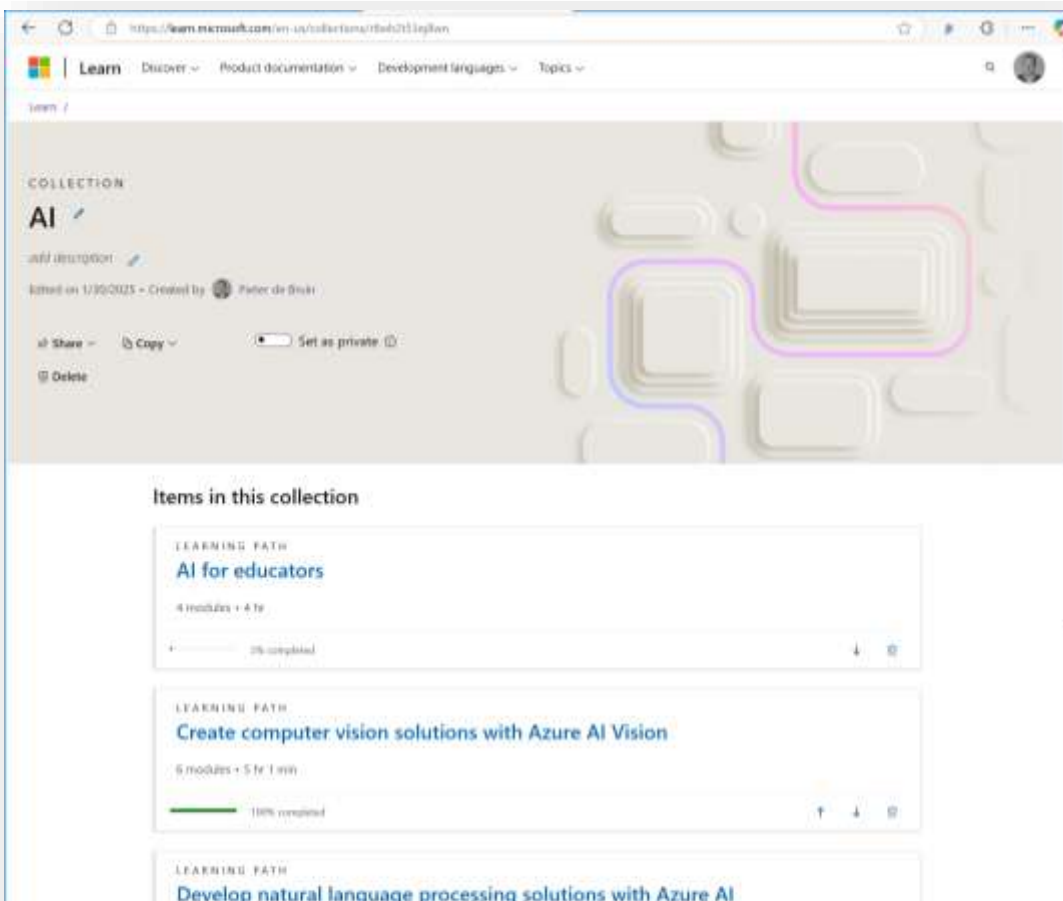 Learn Discover Product documentation Development languages Topics
Learn /
COLLECTION
AI
add description
Edited on 1/30/2025 • Created by Pieter de Bruin
Share Copy Set as private
Delete
Items in this collection
LEARNING PATH
AI for educators
4 modules • 4 hr
completed
LEARNING PATH
Create computer vision solutions with Azure AI Vision
6 modules • 5 hr 1 min
100% completed
LEARNING PATH
Develop natural language processing solutions with Azure AI